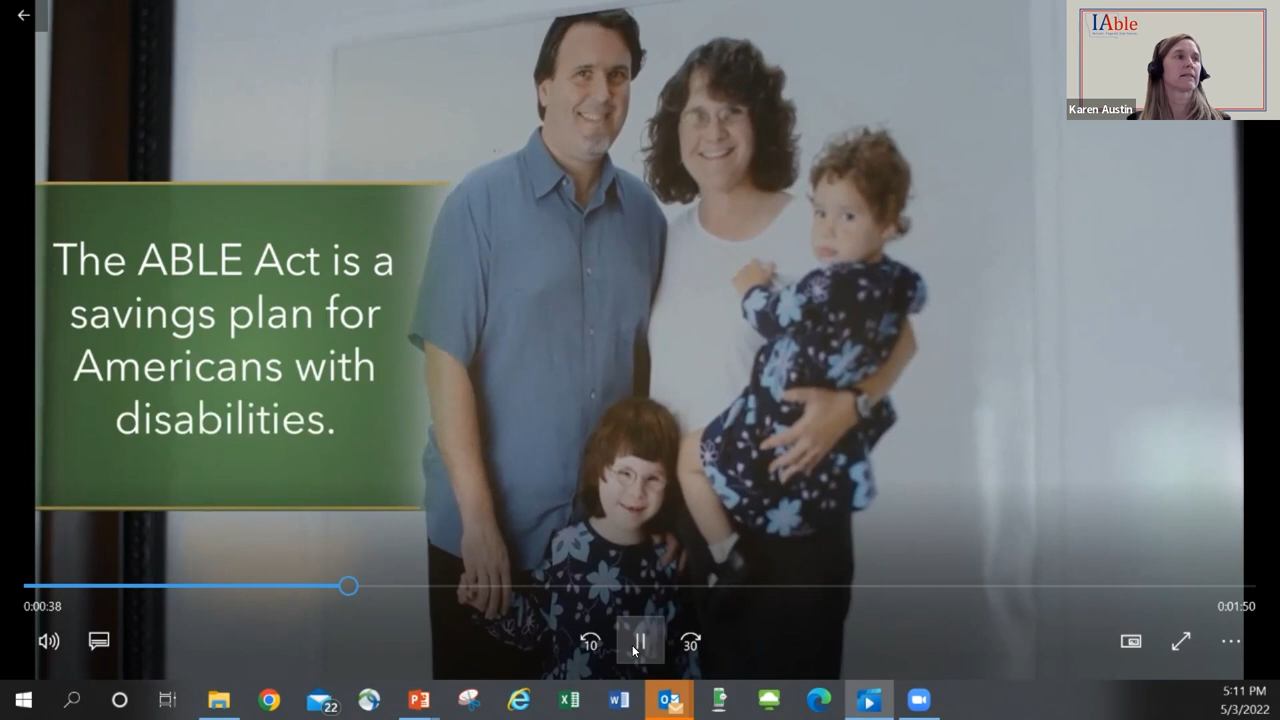 IAble
Karen Austin
The ABLE Act is a
savings plan for
Americans with
disabilities.
0:00:38
0:01:50
10
30
22
5:11 PM
5/3/2022